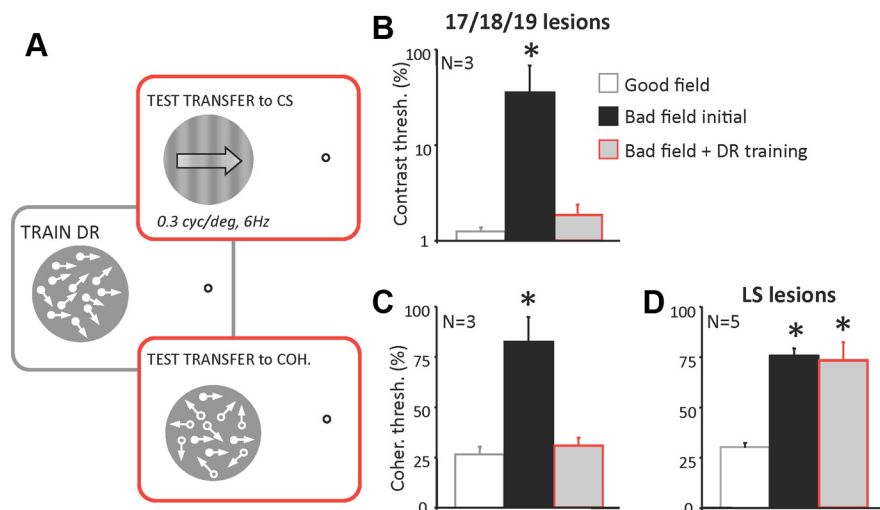 A
TEST TRANSFER to CS
0.3 cyc/deg, 6Hz
TRAIN DR
TEST TRANSFER to COH.
B
17/18/19 lesions
Contrast thresh. (%)
100
10
1
N=3
*
Good field
Bad field initial
Bad field + DR training
C
Coher. thresh. (%)
100
75
50
25
0
N=3
*
D
LS lesions
100
75
50
25
0
N=5
* *